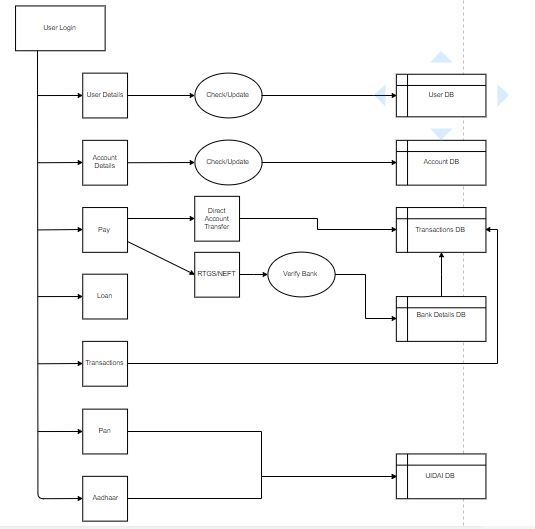 User Login
User Details
Check/Update
User DB
Account
Details
Check/Update
Account DB
Direct
Account
Transfer
Pay
Transactions DB
RTGS/NEFT
Verify Bank
Loan
Bank Details DB
Transactions
Pan
UIDAI DB
Aadhaar